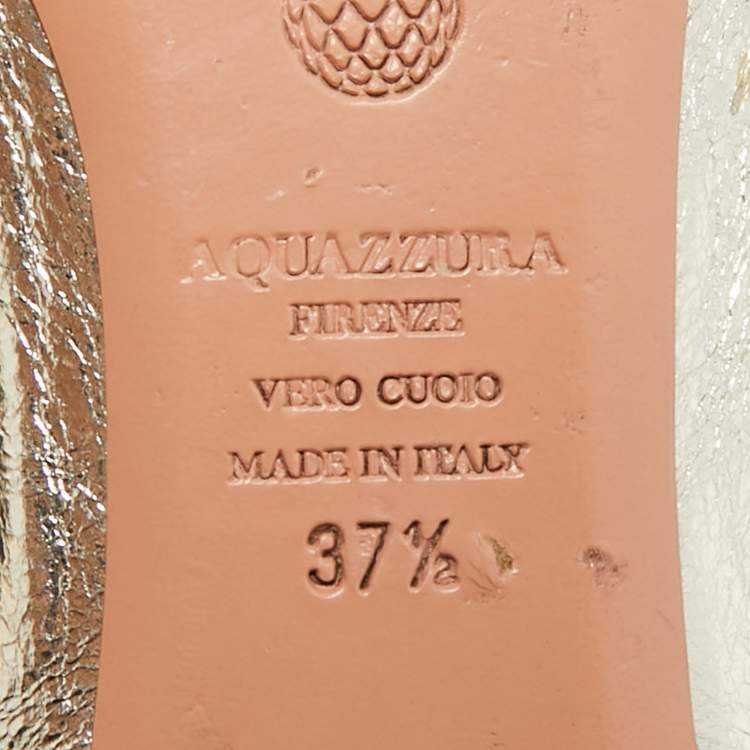 AQUAZZURA
FIRENZE
VERO CUOIO
MADE IN ITALY
37½